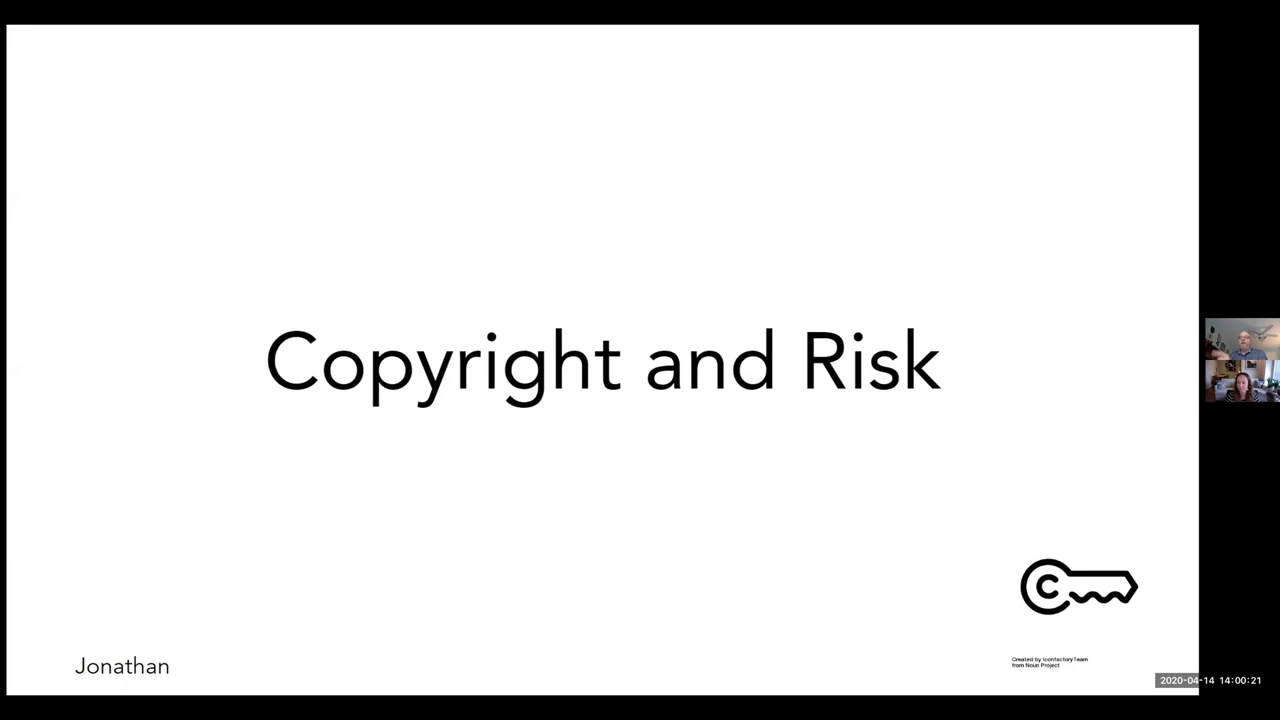 Copyright and Risk
Jonathan
Created by IconfactoryTeam
from Noun Project
2020-04-14 14:00:21